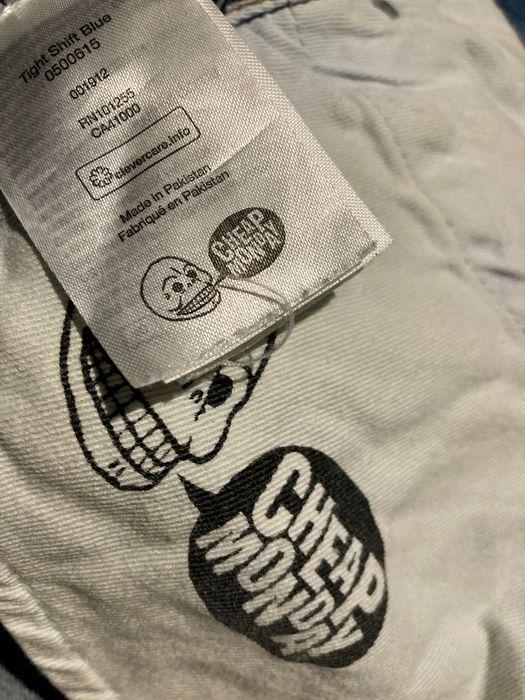 Tight Shift Blue
0500615
001912
RN101255
CA41000
clevercare.info
Made in Pakistan
Fabriqué en Pakistan
CHEAP
MONDAY
CHEAP
MONDAY